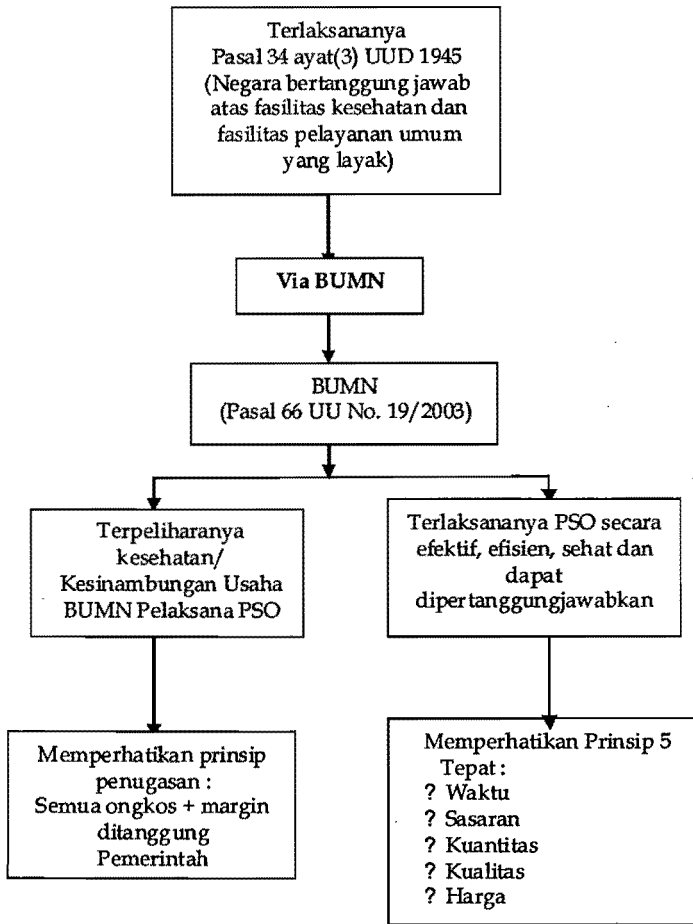 Terlaksananya
Pasal 34 ayat(3) UUD 1945
(Negara bertanggung jawab
atas fasilitas kesehatan dan
fasilitas pelayanan umum
yang layak)
Via BUMN
BUMN
(Pasal 66 UU No. 19/2003)
Terpeliharanya
kesehatan/
Kesinambungan Usaha
BUMN Pelaksana PSO
Terlaksananya PSO secara
efektif, efisien, sehat dan
dapat
dipertanggungjawabkan
Memperhatikan prinsip
penugasan :
Semua ongkos + margin
ditanggung
Pemerintah
Memperhatikan Prinsip 5
Tepat :
? Waktu
? Sasaran
? Kuantitas
? Kualitas
? Harga